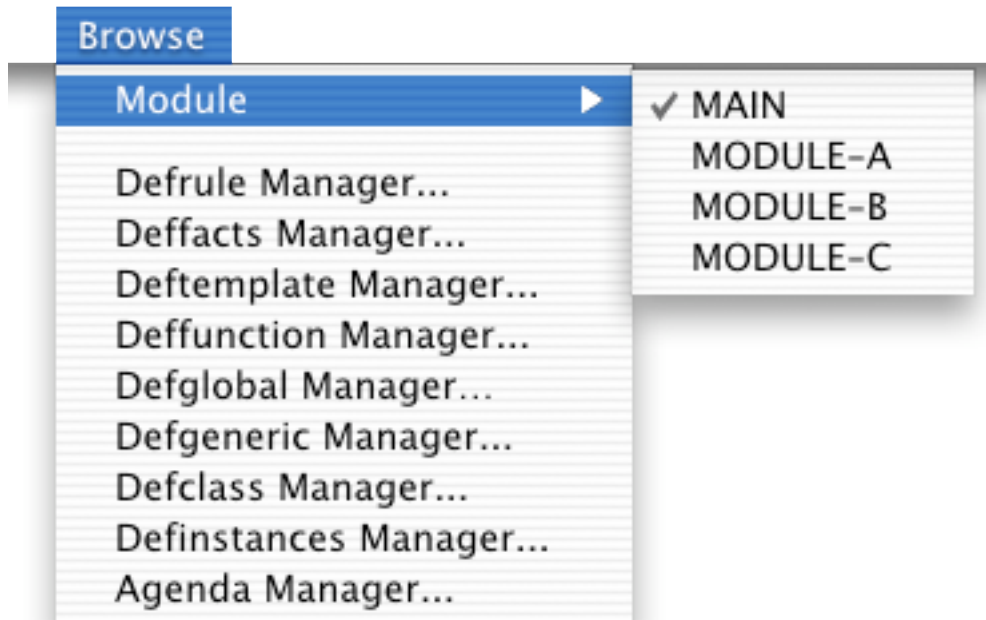 Browse
Module
✓ MAIN
MODULE-A
MODULE-B
MODULE-C
Defrule Manager...
Deffacts Manager...
Deftemplate Manager...
Deffunction Manager...
Defglobal Manager...
Defgeneric Manager...
Defclass Manager...
Definstances Manager...
Agenda Manager...